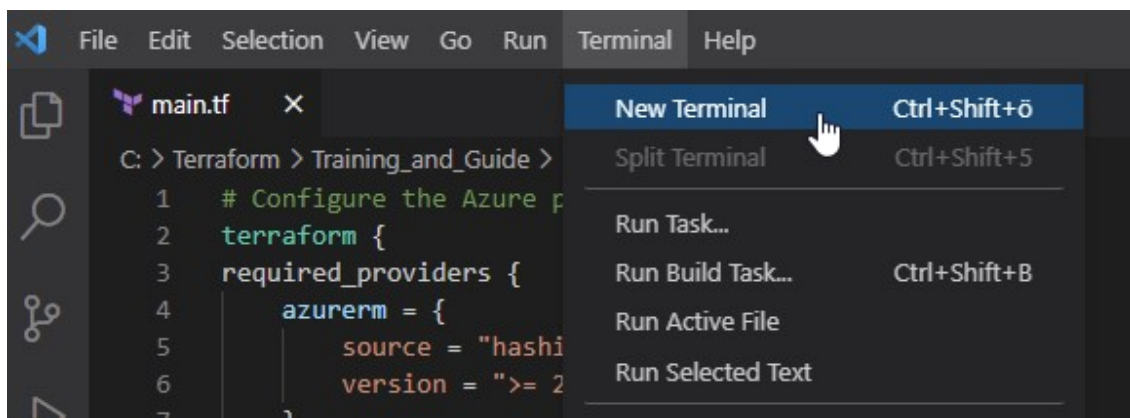 File Edit Selection View Go Run Terminal Help
main.tf
New Terminal Ctrl+Shift+ö
C: > Terraform > Training_and_Guide >
Split Terminal Ctrl+Shift+5
1 # Configure the Azure p
2 terraform {
Run Task...
3 required_providers {
Run Build Task... Ctrl+Shift+B
4 azurerm = {
Run Active File
5 source = "hashi
6 version = ">= 2
Run Selected Text